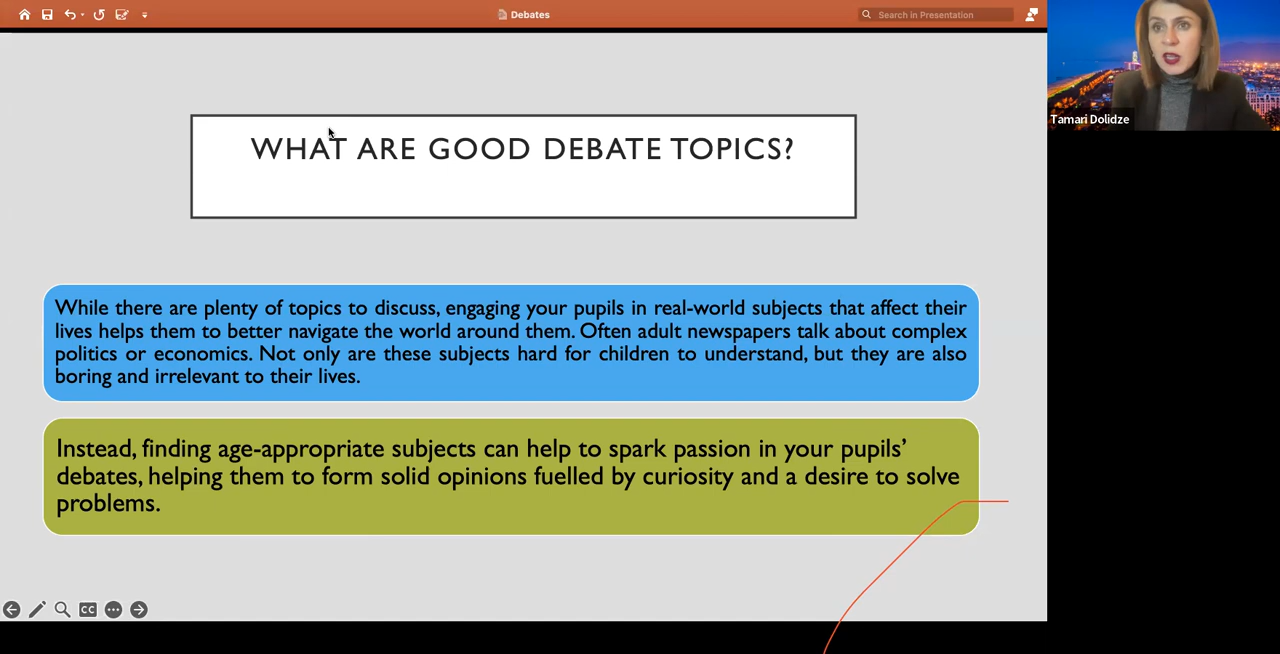 Debates
Search in Presentation
Tamari Dolidze
WHAT ARE GOOD DEBATE TOPICS?
While there are plenty of topics to discuss, engaging your pupils in real-world subjects that affect their
lives helps them to better navigate the world around them. Often adult newspapers talk about complex
politics or economics. Not only are these subjects hard for children to understand, but they are also
boring and irrelevant to their lives.
Instead, finding age-appropriate subjects can help to spark passion in your pupils’
debates, helping them to form solid opinions fuelled by curiosity and a desire to solve
problems.
CC